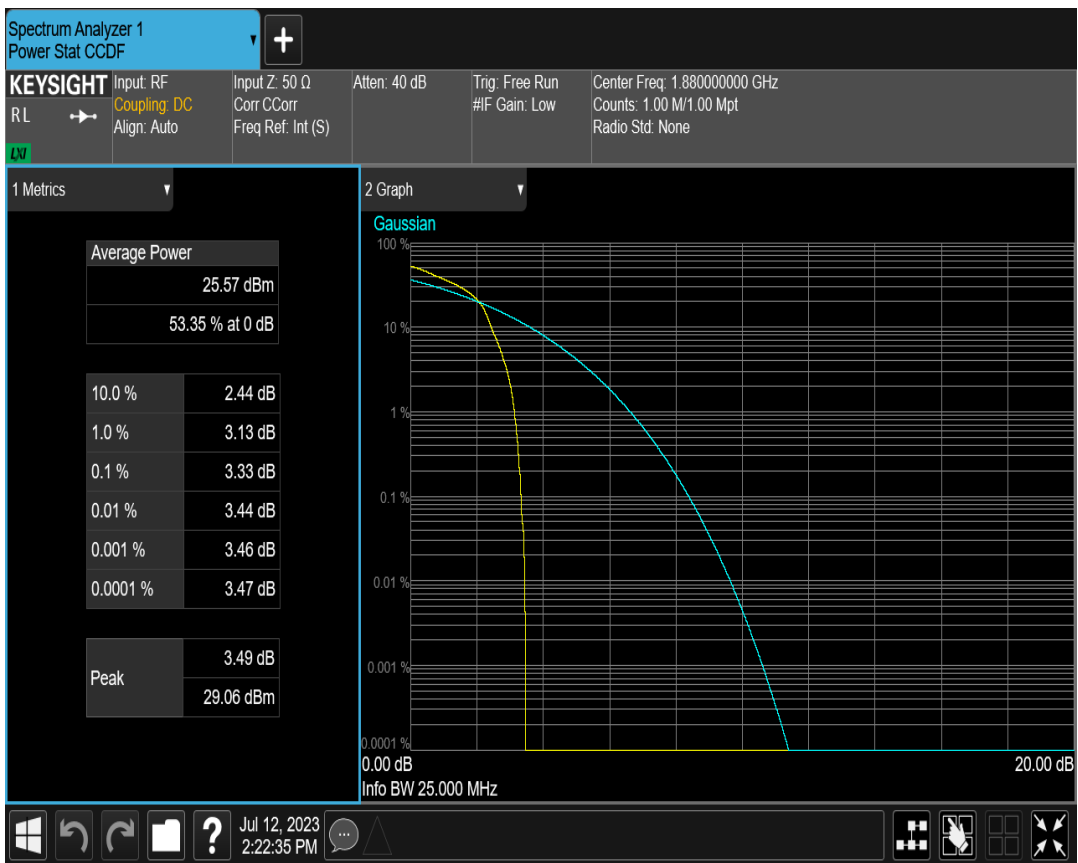 Spectrum Analyzer 1
Power Stat CCDF
KEYSIGHT
R L
LXI
Input: RF
Coupling: DC
Align: Auto
Input Z: 50 Ω
Corr CCorr
Freq Ref: Int (S)
Atten: 40 dB
Trig: Free Run
#IF Gain: Low
Center Freq: 1.880000000 GHz
Counts: 1.00 M/1.00 Mpt
Radio Std: None
1 Metrics
Average Power
25.57 dBm
53.35 % at 0 dB
10.0 % 2.44 dB
1.0 % 3.13 dB
0.1 % 3.33 dB
0.01 % 3.44 dB
0.001 % 3.46 dB
0.0001 % 3.47 dB
Peak
3.49 dB
29.06 dBm
2 Graph
Gaussian
100 %
10 %
1 %
0.1 %
0.01 %
0.001 %
0.0001 %
0.00 dB 20.00 dB
Info BW 25.000 MHz
?
Jul 12, 2023
2:22:35 PM